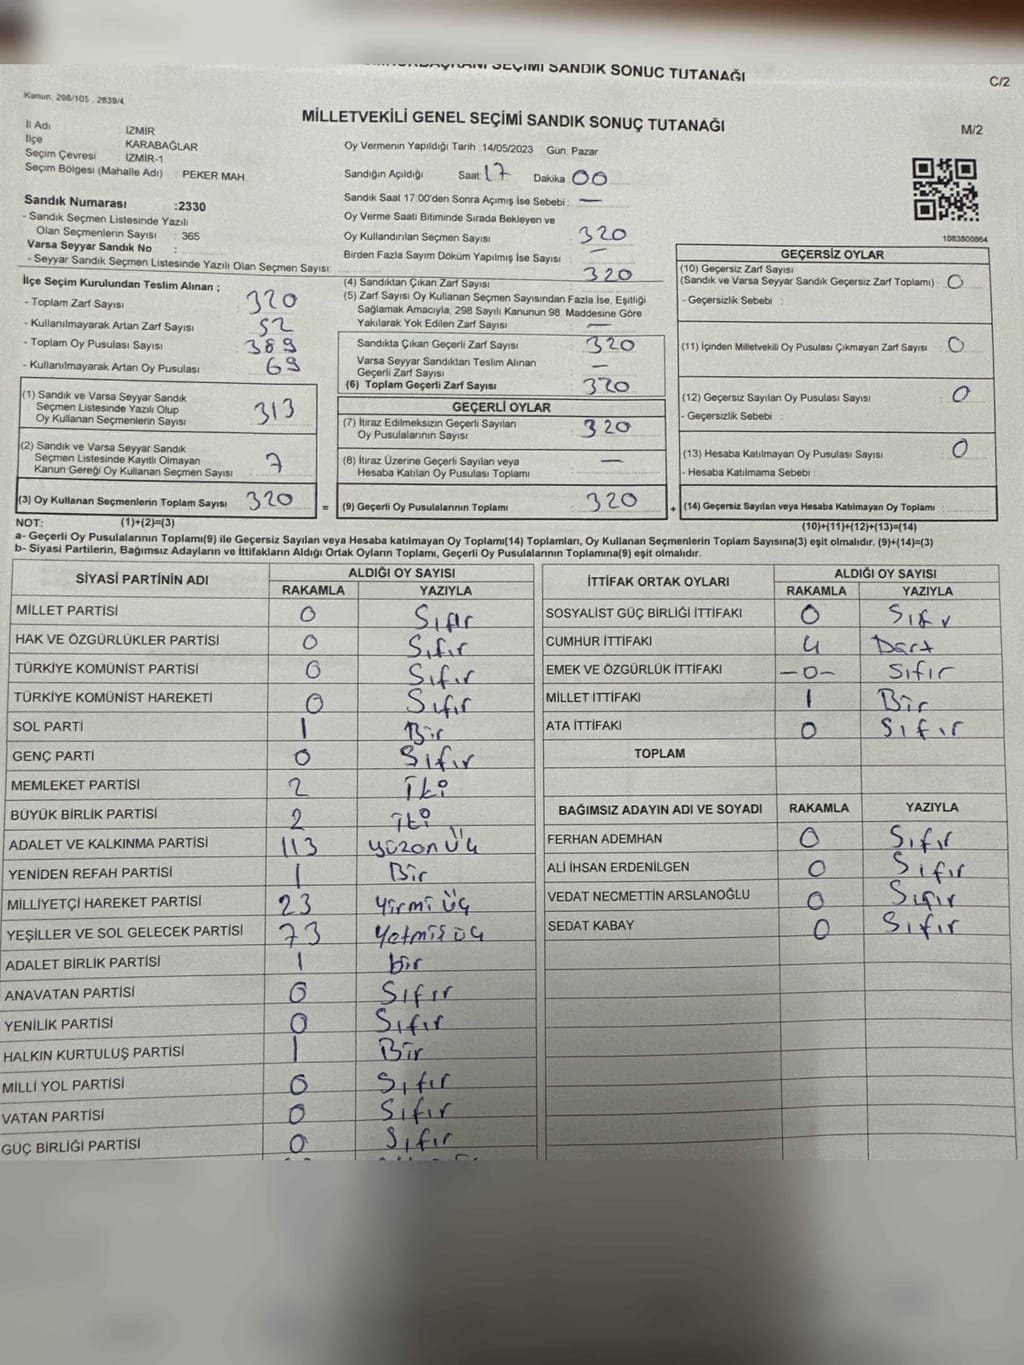 SEÇİMİ SANDIK SONUC TUTANAĞI
C/2
Kanun: 298/105 . 2839/4
MİLLETVEKİLİ GENEL SEÇİMİ SANDIK SONUÇ TUTANAĞI
M/2
İl Adı İZMİR
İlçe KARABAĞLAR
Seçim Çevresi İZMİR-1
Seçim Bölgesi (Mahalle Adı) : PEKER MAH.
Oy Vermenin Yapıldığı Tarih :14/05/2023 Gün: Pazar
Sandığın Açıldığı Saat: 17 Dakika 00
Sandık Saat 17:00'den Sonra Açımış İse Sebebi : —
Oy Verme Saati Bitiminde Sırada Bekleyen ve
Oy Kullandırılan Seçmen Sayısı 320
Birden Fazla Sayım Döküm Yapılmış İse Sayısı : —
Sandık Numarası :2330
- Sandık Seçmen Listesinde Yazılı
Olan Seçmenlerin Sayısı : 365
Varsa Seyyar Sandık No :
- Seyyar Sandık Seçmen Listesinde Yazılı Olan Seçmen Sayısı:
İlçe Seçim Kurulundan Teslim Alınan ;
- Toplam Zarf Sayısı 320
- Kullanılmayarak Artan Zarf Sayısı 52
- Toplam Oy Pusulası Sayısı 389
- Kullanılmayarak Artan Oy Pusulası 69
(1) Sandık ve Varsa Seyyar Sandık
Seçmen Listesinde Yazılı Olup
Oy Kullanan Seçmenlerin Sayısı 313
(2) Sandık ve Varsa Seyyar Sandık
Seçmen Listesinde Kayıtlı Olmayan
Kanun Gereği Oy Kullanan Seçmen Sayısı 7
(3) Oy Kullanan Seçmenlerin Toplam Sayısı 320
=
(4) Sandıktan Çıkan Zarf Sayısı : 320
(5) Zarf Sayısı Oy Kullanan Seçmen Sayısından Fazla İse, Eşitliği
Sağlamak Amacıyla, 298 Sayılı Kanunun 98. Maddesine Göre
Yakılarak Yok Edilen Zarf Sayısı : —
Sandıkta Çıkan Geçerli Zarf Sayısı 320
Varsa Seyyar Sandıktan Teslim Alınan
Geçerli Zarf Sayısı —
(6) Toplam Geçerli Zarf Sayısı 320
GEÇERLİ OYLAR
(7) İtiraz Edilmeksizin Geçerli Sayılan
Oy Pusulalarının Sayısı 320
(8) İtiraz Üzerine Geçerli Sayılan veya
Hesaba Katılan Oy Pusulası Toplamı —
(9) Geçerli Oy Pusulalarının Toplamı 320
+
1083800864
GEÇERSİZ OYLAR
(10) Geçersiz Zarf Sayısı
(Sandık ve Varsa Seyyar Sandık Geçersiz Zarf Toplamı) : 0
- Geçersizlik Sebebi :
(11) İçinden Milletvekili Oy Pusulası Çıkmayan Zarf Sayısı 0
(12) Geçersiz Sayılan Oy Pusulası Sayısı 0
- Geçersizlik Sebebi :
(13) Hesaba Katılmayan Oy Pusulası Sayısı 0
- Hesaba Katılmama Sebebi :
(14) Geçersiz Sayılan veya Hesaba Katılmayan Oy Toplamı
NOT: (1)+(2)=(3)
(10)+(11)+(12)+(13)=(14)
a- Geçerli Oy Pusulalarının Toplamı(9) ile Geçersiz Sayılan veya Hesaba katılmayan Oy Toplamı(14) Toplamları, Oy Kullanan Seçmenlerin Toplam Sayısına(3) eşit olmalıdır. (9)+(14)=(3)
b- Siyasi Partilerin, Bağımsız Adayların ve İttifakların Aldığı Ortak Oyların Toplamı, Geçerli Oy Pusulalarının Toplamına(9) eşit olmalıdır.
SİYASİ PARTİNİN ADI ALDIĞI OY SAYISI
RAKAMLA YAZIYLA
MİLLET PARTİSİ 0 Sıfır
HAK VE ÖZGÜRLÜKLER PARTİSİ 0 Sıfır
TÜRKİYE KOMÜNİST PARTİSİ 0 Sıfır
TÜRKİYE KOMÜNİST HAREKETİ 0 Sıfır
SOL PARTİ 1 Bir
GENÇ PARTİ 0 Sıfır
MEMLEKET PARTİSİ 2 İki
BÜYÜK BİRLİK PARTİSİ 2 İki
ADALET VE KALKINMA PARTİSİ 113 yüzon üç
YENİDEN REFAH PARTİSİ 1 Bir
MİLLİYETÇİ HAREKET PARTİSİ 23 yirmi üç
YEŞİLLER VE SOL GELECEK PARTİSİ 73 Yetmiş üç
ADALET BİRLİK PARTİSİ 1 bir
ANAVATAN PARTİSİ 0 Sıfır
YENİLİK PARTİSİ 0 Sıfır
HALKIN KURTULUŞ PARTİSİ 1 Bir
MİLLİ YOL PARTİSİ 0 Sıfır
VATAN PARTİSİ 0 Sıfır
GÜÇ BİRLİĞİ PARTİSİ 0 Sıfır
İTTİFAK ORTAK OYLARI ALDIĞI OY SAYISI
RAKAMLA YAZIYLA
SOSYALİST GÜÇ BİRLİĞİ İTTİFAKI 0 Sıfır
CUMHUR İTTİFAKI 4 Dört
EMEK VE ÖZGÜRLÜK İTTİFAKI -0- Sıfır
MİLLET İTTİFAKI 1 Bir
ATA İTTİFAKI 0 Sıfır
TOPLAM
BAĞIMSIZ ADAYIN ADI VE SOYADI RAKAMLA YAZIYLA
FERHAN ADEMHAN 0 Sıfır
ALİ İHSAN ERDENİLGEN 0 Sıfır
VEDAT NECMETTİN ARSLANOĞLU 0 Sıfır
SEDAT KABAY 0 Sıfır